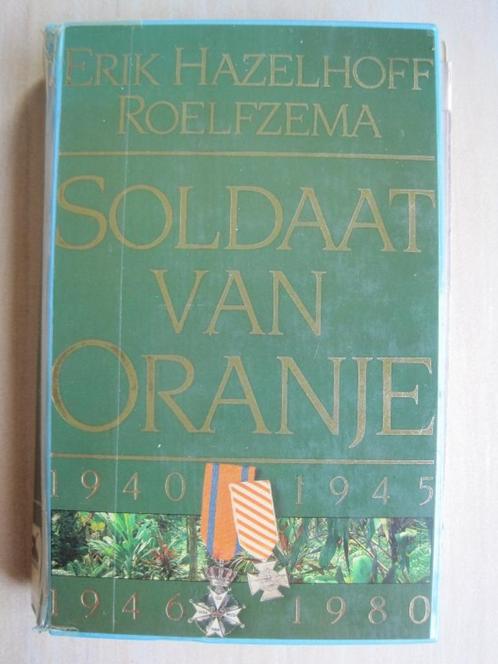 ERIK HAZELHOFF
ROELFZEMA
SOLDAAT
VAN
ORANJE
1940 1945
1946 1980